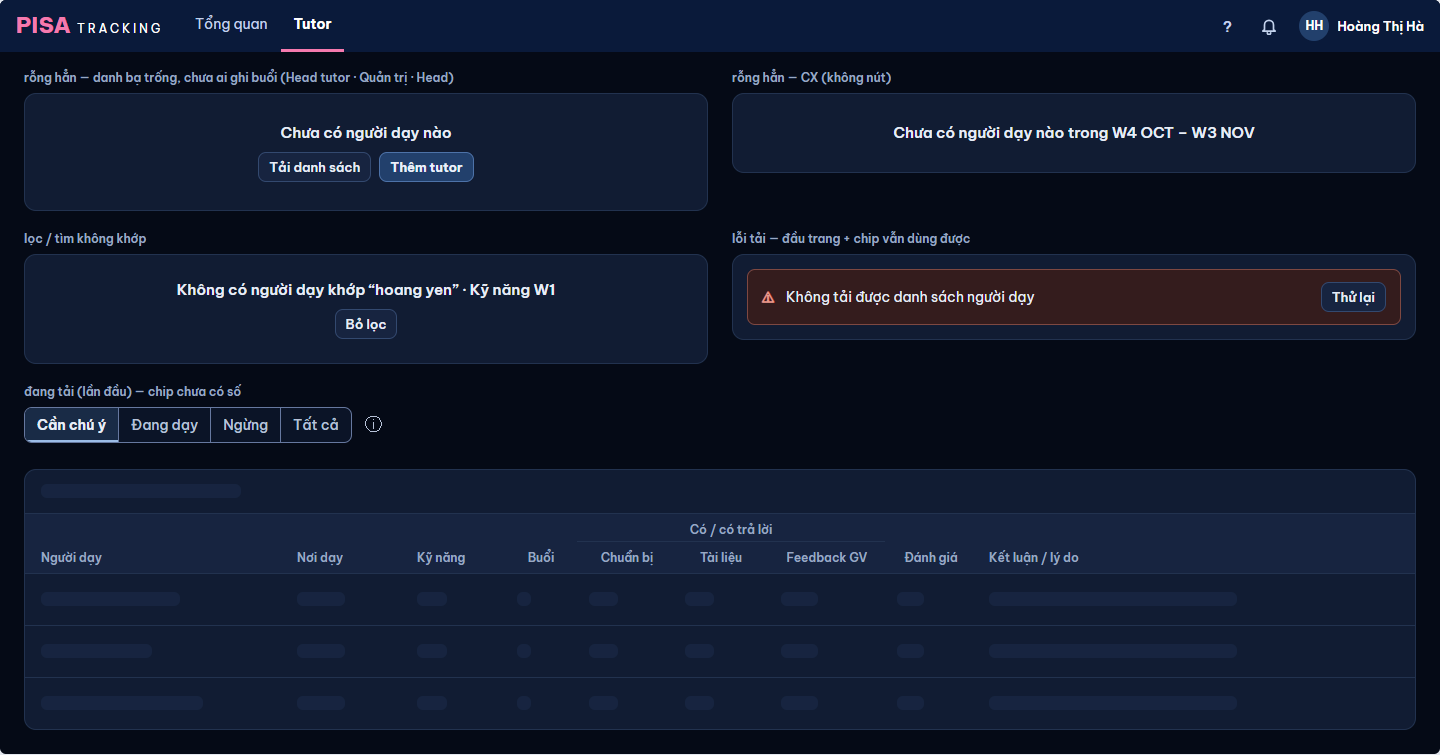 PISA TRACKING Tổng quan Tutor ? HH Hoàng Thị Hà
rỗng hẳn — danh bạ trống, chưa ai ghi buổi (Head tutor · Quản trị · Head)
Chưa có người dạy nào
Tải danh sách Thêm tutor
rỗng hẳn — CX (không nút)
Chưa có người dạy nào trong W4 OCT – W3 NOV
lọc / tìm không khớp
Không có người dạy khớp “hoang yen” · Kỹ năng W1
Bỏ lọc
lỗi tải — đầu trang + chip vẫn dùng được
Không tải được danh sách người dạy Thử lại
đang tải (lần đầu) — chip chưa có số
Cần chú ý Đang dạy Ngừng Tất cả
Có / có trả lời
Người dạy Nơi dạy Kỹ năng Buổi Chuẩn bị Tài liệu Feedback GV Đánh giá Kết luận / lý do